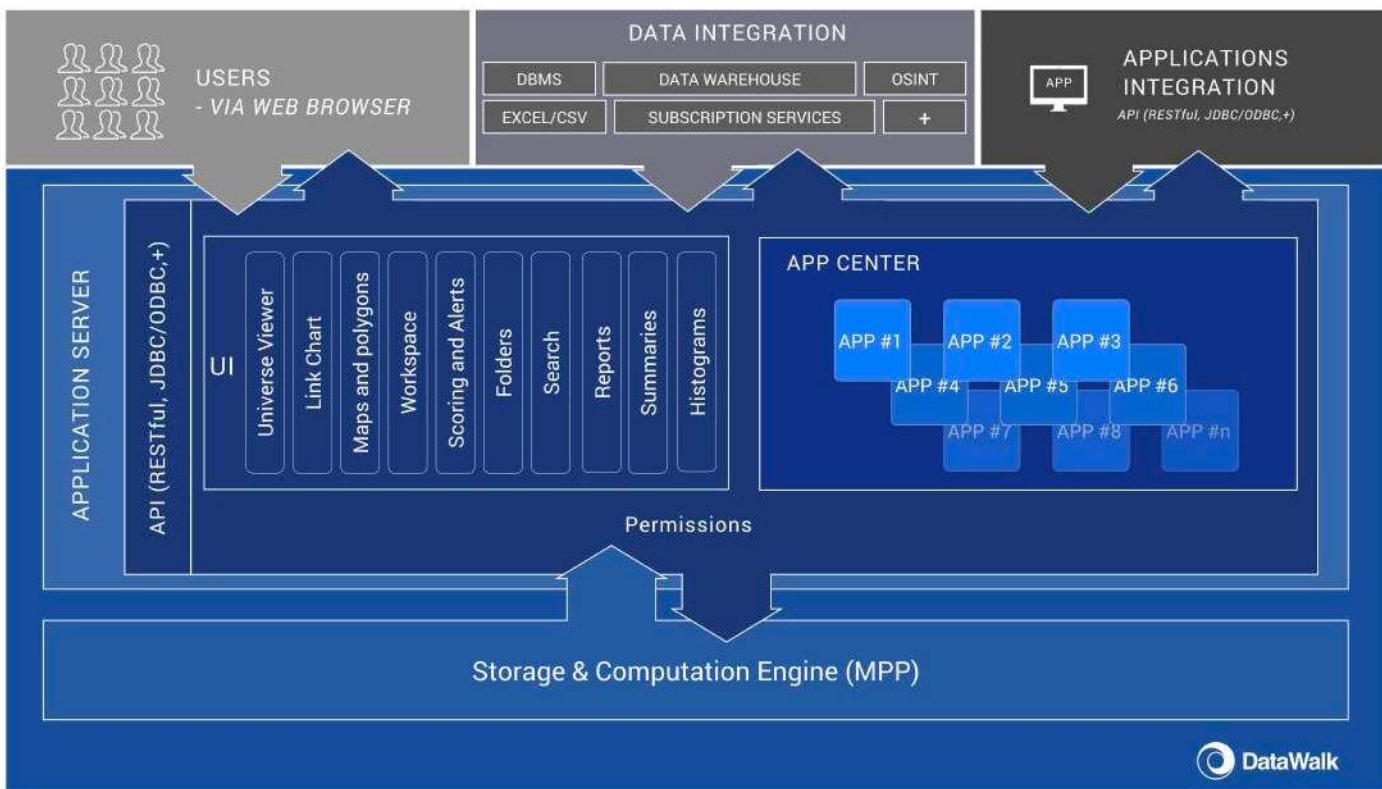 USERS
- VIA WEB BROWSER
DATA INTEGRATION
DBMS
DATA WAREHOUSE
OSINT
EXCEL/CSV
SUBSCRIPTION SERVICES
+
APP
APPLICATIONS
INTEGRATION
API (RESTful, JDBC/ODBC,+)
APPLICATION SERVER
API (RESTful, JDBC/ODBC,+)
UI
Universe Viewer
Link Chart
Maps and polygons
Workspace
Scoring and Alerts
Folders
Search
Reports
Summaries
Histograms
APP CENTER
APP #1
APP #2
APP #3
APP #4
APP #5
APP #6
APP #7
APP #8
APP #n
Permissions
Storage & Computation Engine (MPP)
DataWalk